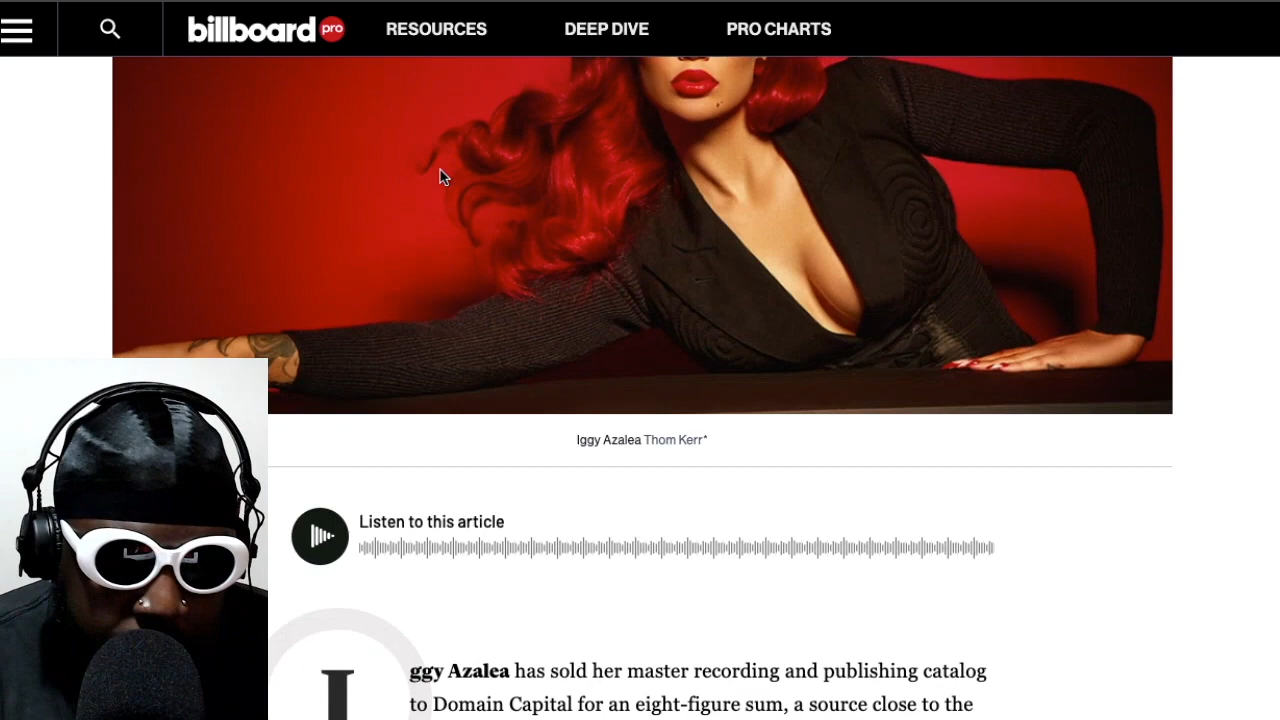 billboard pro RESOURCES DEEP DIVE PRO CHARTS
Iggy Azalea Thom Kerr*
Listen to this article
Iggy Azalea has sold her master recording and publishing catalog
to Domain Capital for an eight-figure sum, a source close to the